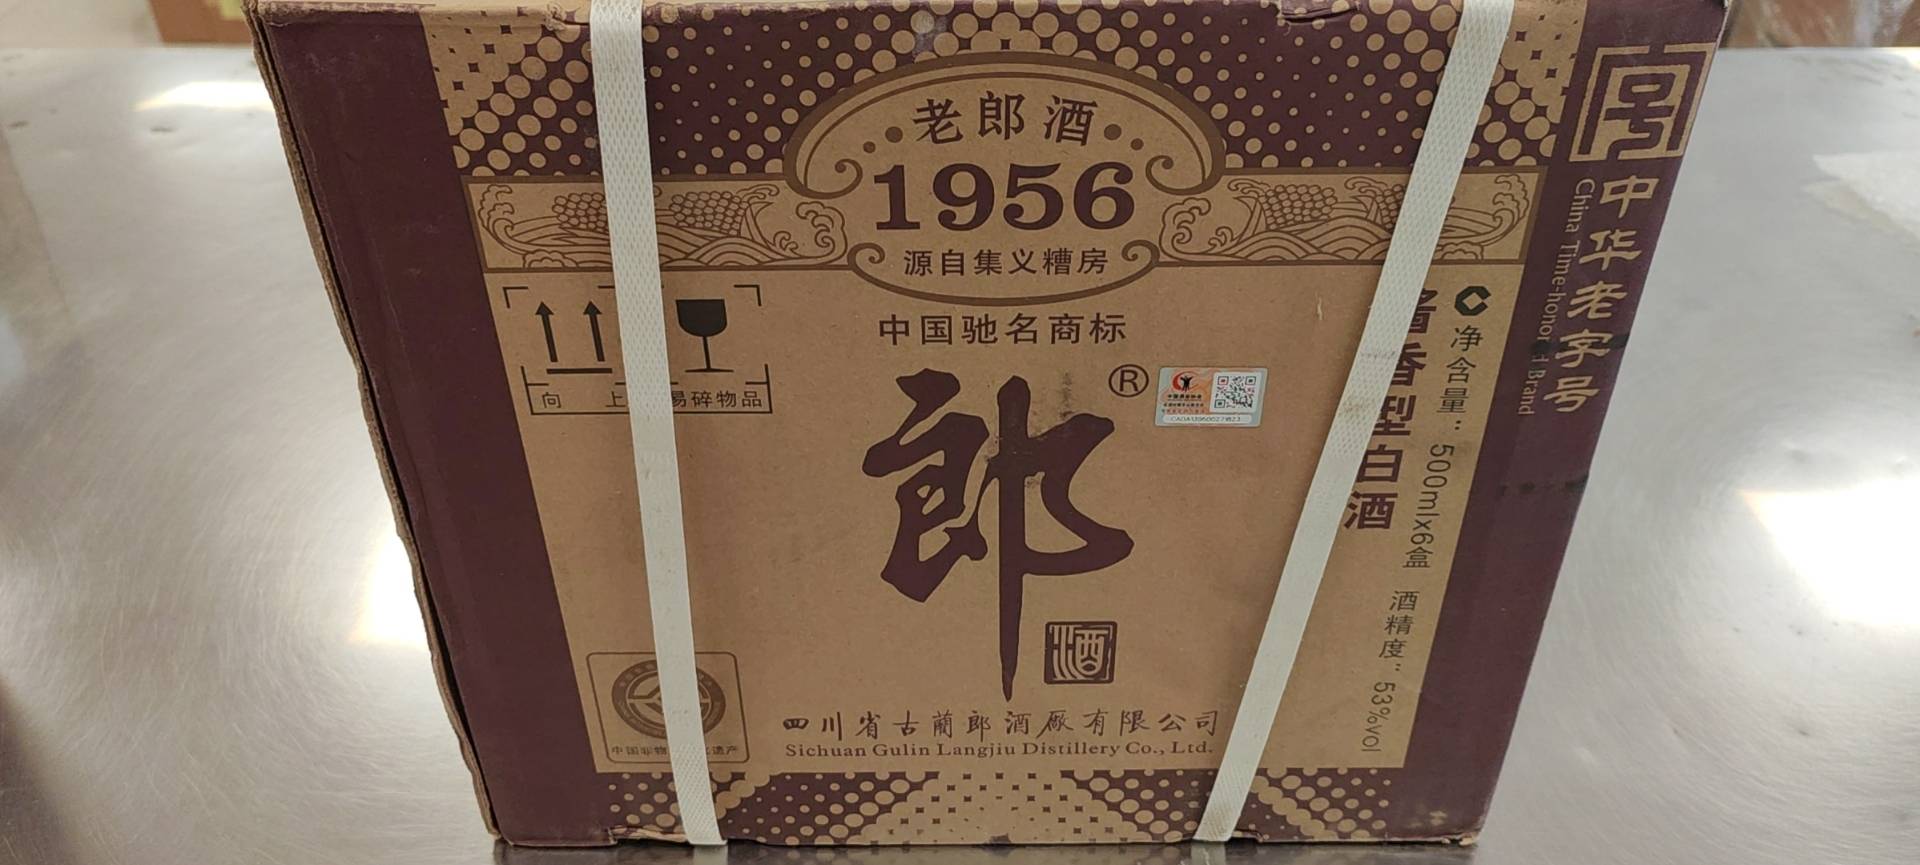 老郎酒
1956
源自集义糟房
中国驰名商标
向上
易碎物品
郎
®
酒
四川省古蔺郎酒厂有限公司
Sichuan Gulin Langjiu Distillery Co., Ltd.
香型白酒
净含量：500ml×6盒 酒精度：53%vol
号
中华老字号
China Time-honored Brand